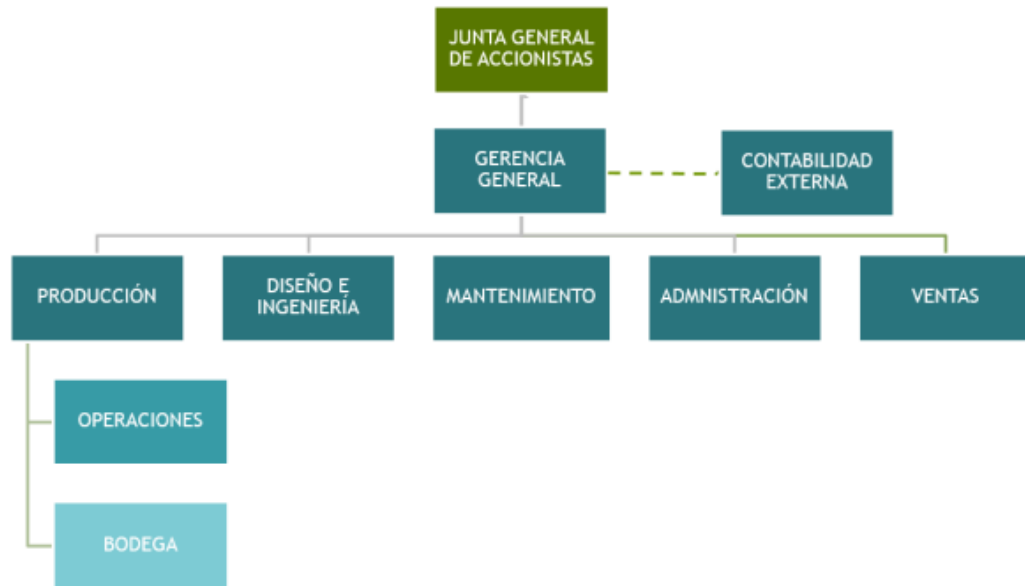 JUNTA GENERAL
DE ACCIONISTAS
GERENCIA
GENERAL
CONTABILIDAD
EXTERNA
PRODUCCIÓN
DISEÑO E
INGENIERÍA
MANTENIMIENTO
ADMNISTRACIÓN
VENTAS
OPERACIONES
BODEGA